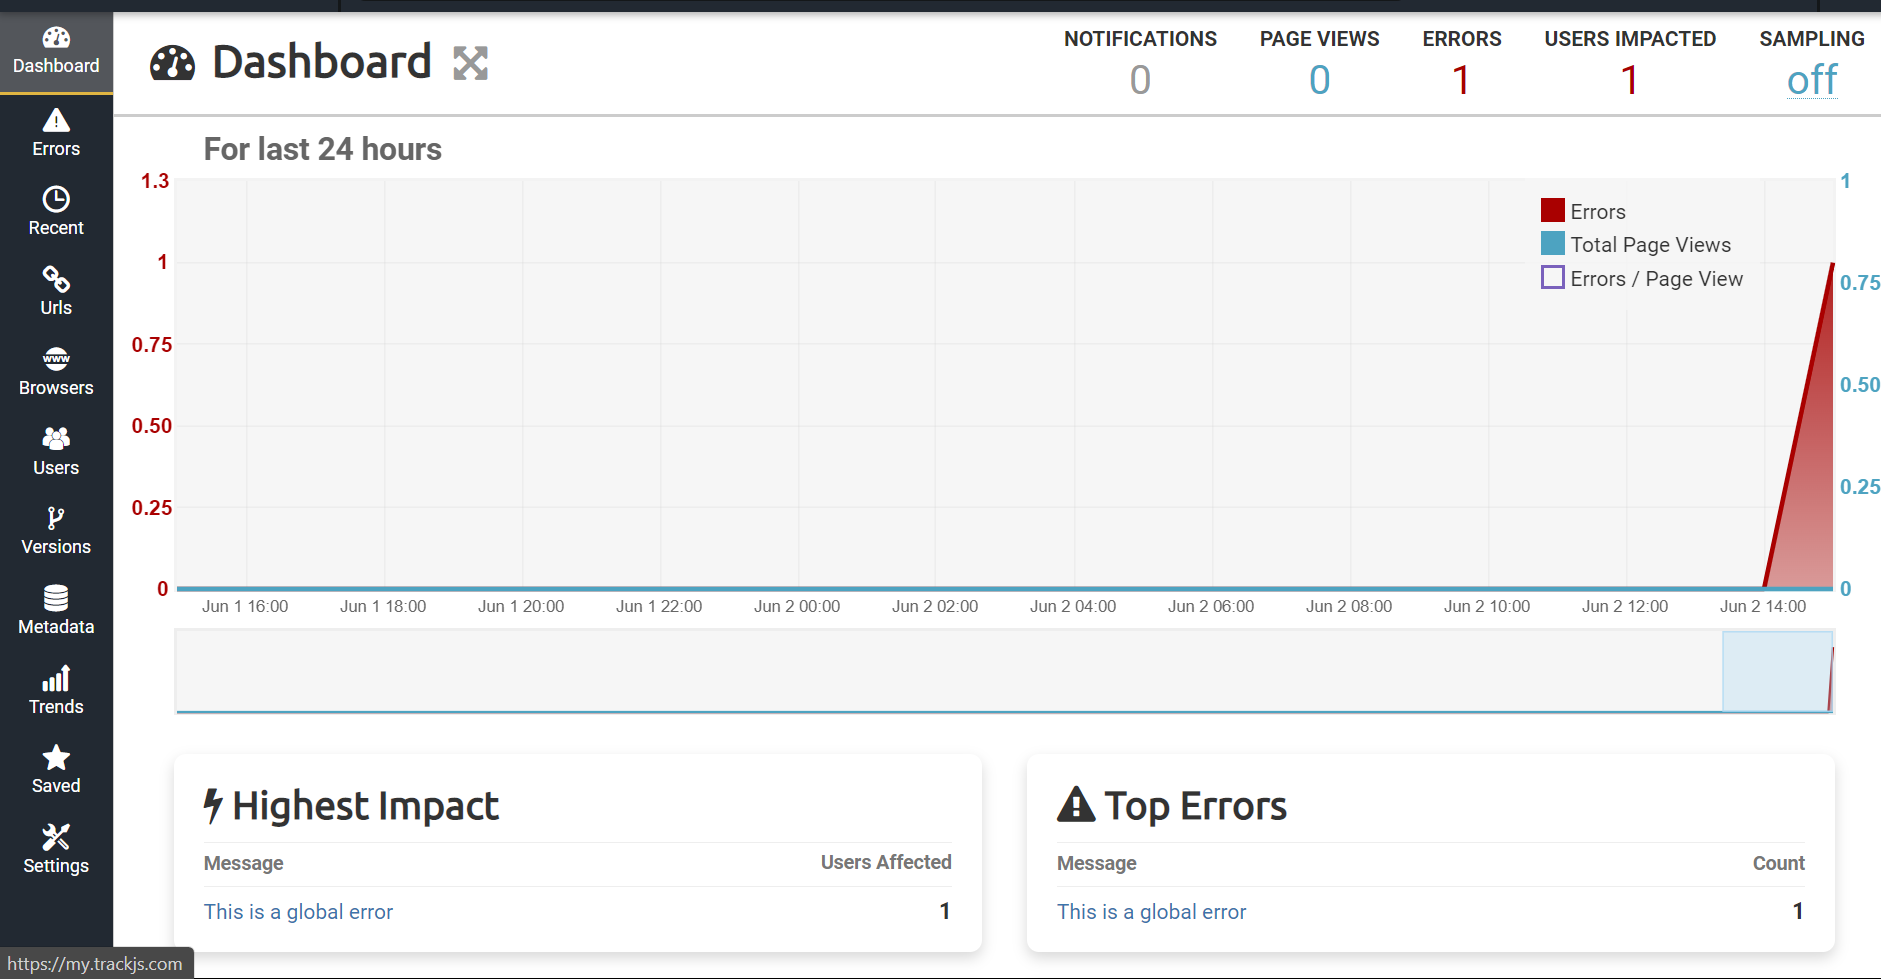 Dashboard
Errors
Recent
Urls
www
Browsers
Users
Versions
Metadata
Trends
Saved
Settings
Dashboard
NOTIFICATIONS PAGE VIEWS ERRORS USERS IMPACTED SAMPLING
0 0 1 1 off
For last 24 hours
1.3
1
0.75
0.50
0.25
0
1
0.75
0.50
0.25
0
Errors
Total Page Views
Errors / Page View
Jun 1 16:00 Jun 1 18:00 Jun 1 20:00 Jun 1 22:00 Jun 2 00:00 Jun 2 02:00 Jun 2 04:00 Jun 2 06:00 Jun 2 08:00 Jun 2 10:00 Jun 2 12:00 Jun 2 14:00
Highest Impact
Message Users Affected
This is a global error 1
Top Errors
Message Count
This is a global error 1
https://my.trackjs.com